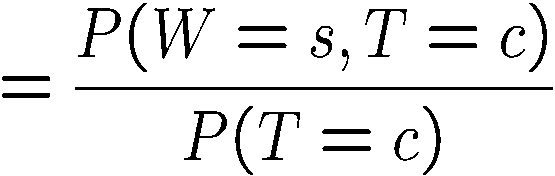 = P(W = s, T = c)
P(T = c)